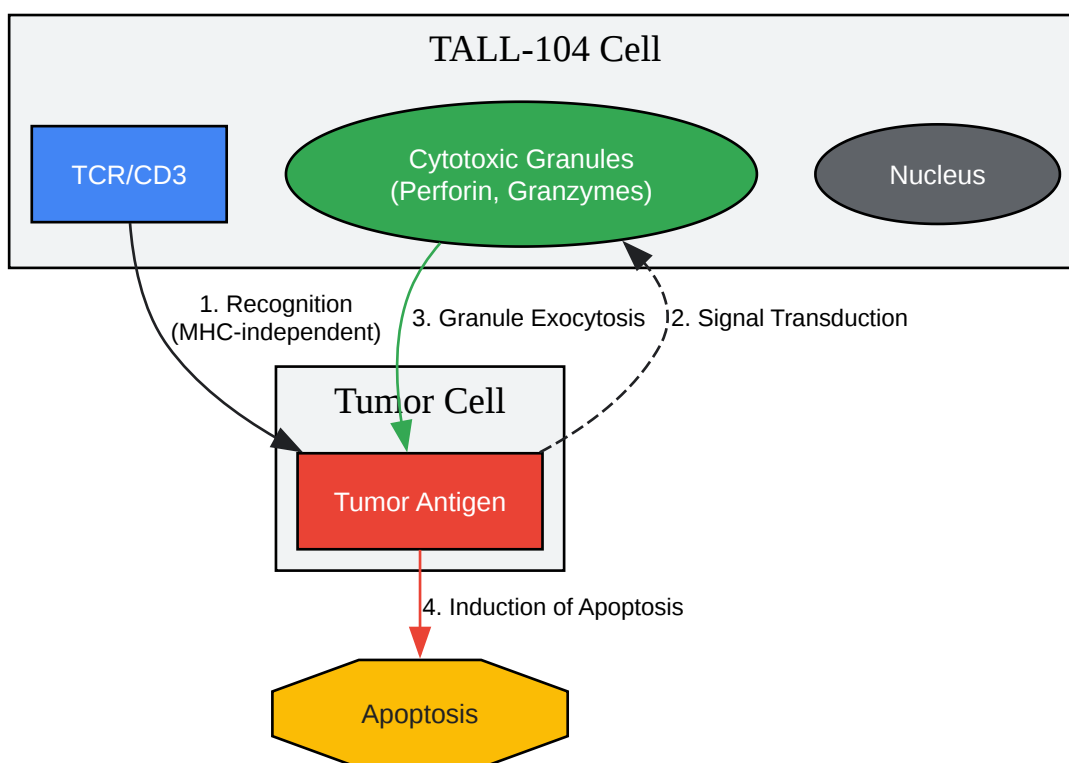 TALL-104 Cell
TCR/CD3
Cytotoxic Granules
(Perforin, Granzymes)
Nucleus
1. Recognition
(MHC-independent)
3. Granule Exocytosis
2. Signal Transduction
Tumor Cell
Tumor Antigen
4. Induction of Apoptosis
Apoptosis